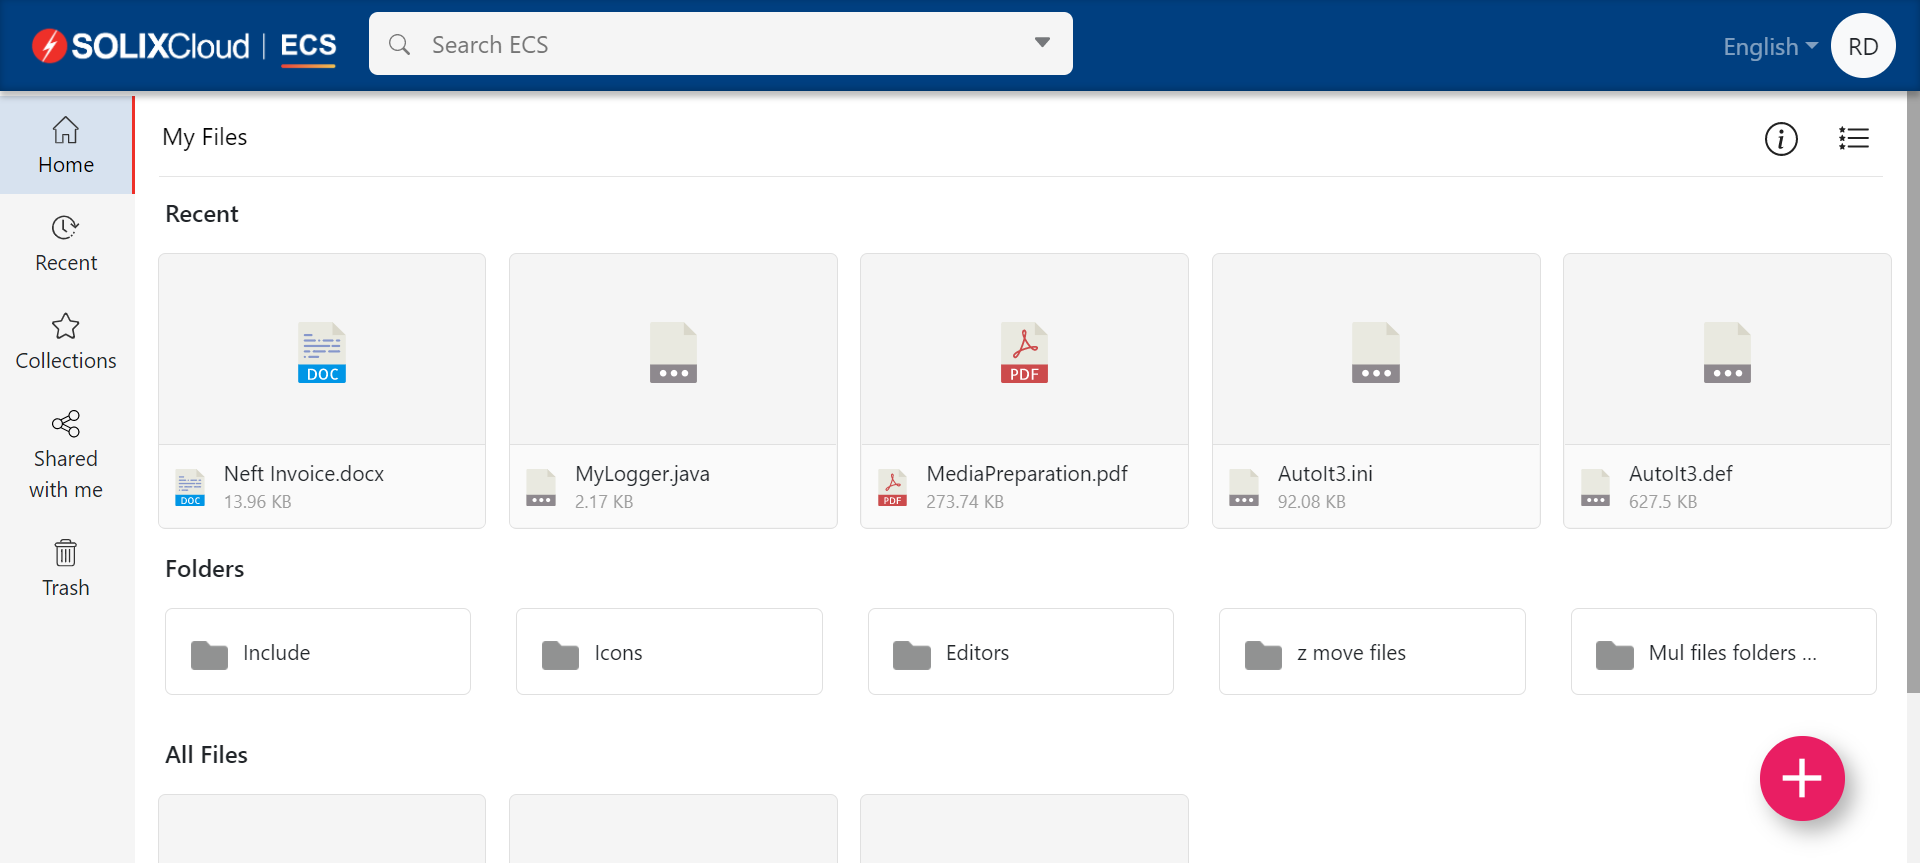 SOLIXCloud | ECS
Search ECS
English
RD
Home
Recent
Collections
Shared
with me
Trash
My Files
Recent
DOC
PDF
DOC
Neft Invoice.docx
13.96 KB
MyLogger.java
2.17 KB
PDF
MediaPreparation.pdf
273.74 KB
AutoIt3.ini
92.08 KB
AutoIt3.def
627.5 KB
Folders
Include
Icons
Editors
z move files
Mul files folders ...
All Files